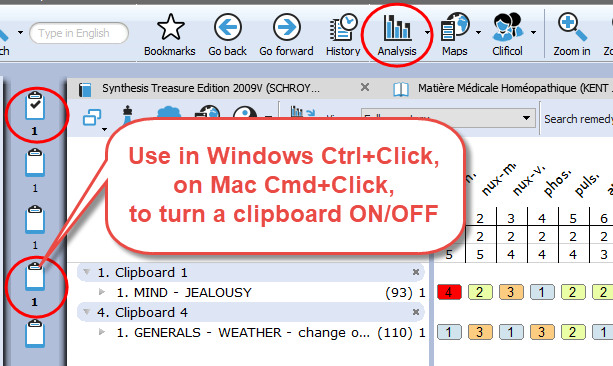 ch
Type in English
Bookmarks
Go back
Go forward
History
Analysis
Maps
Clificol
Zoom in
Zo
Synthesis Treasure Edition 2009V (SCHROY...
Matière Médicale Homéopathique (KENT
Search remedy
1
1
1
1
Use in Windows Ctrl+Click,
on Mac Cmd+Click,
to turn a clipboard ON/OFF
nux-m. nux-v. phos. puls.
2 3 4 5 6
2 2 2 2 2
5 5 4 4 4 3
1. Clipboard 1
1. MIND - JEALOUSY (93) 1 4 2 3 1 2 2
4. Clipboard 4
1. GENERALS - WEATHER - change o... (110) 1 1 3 1 3 2 1